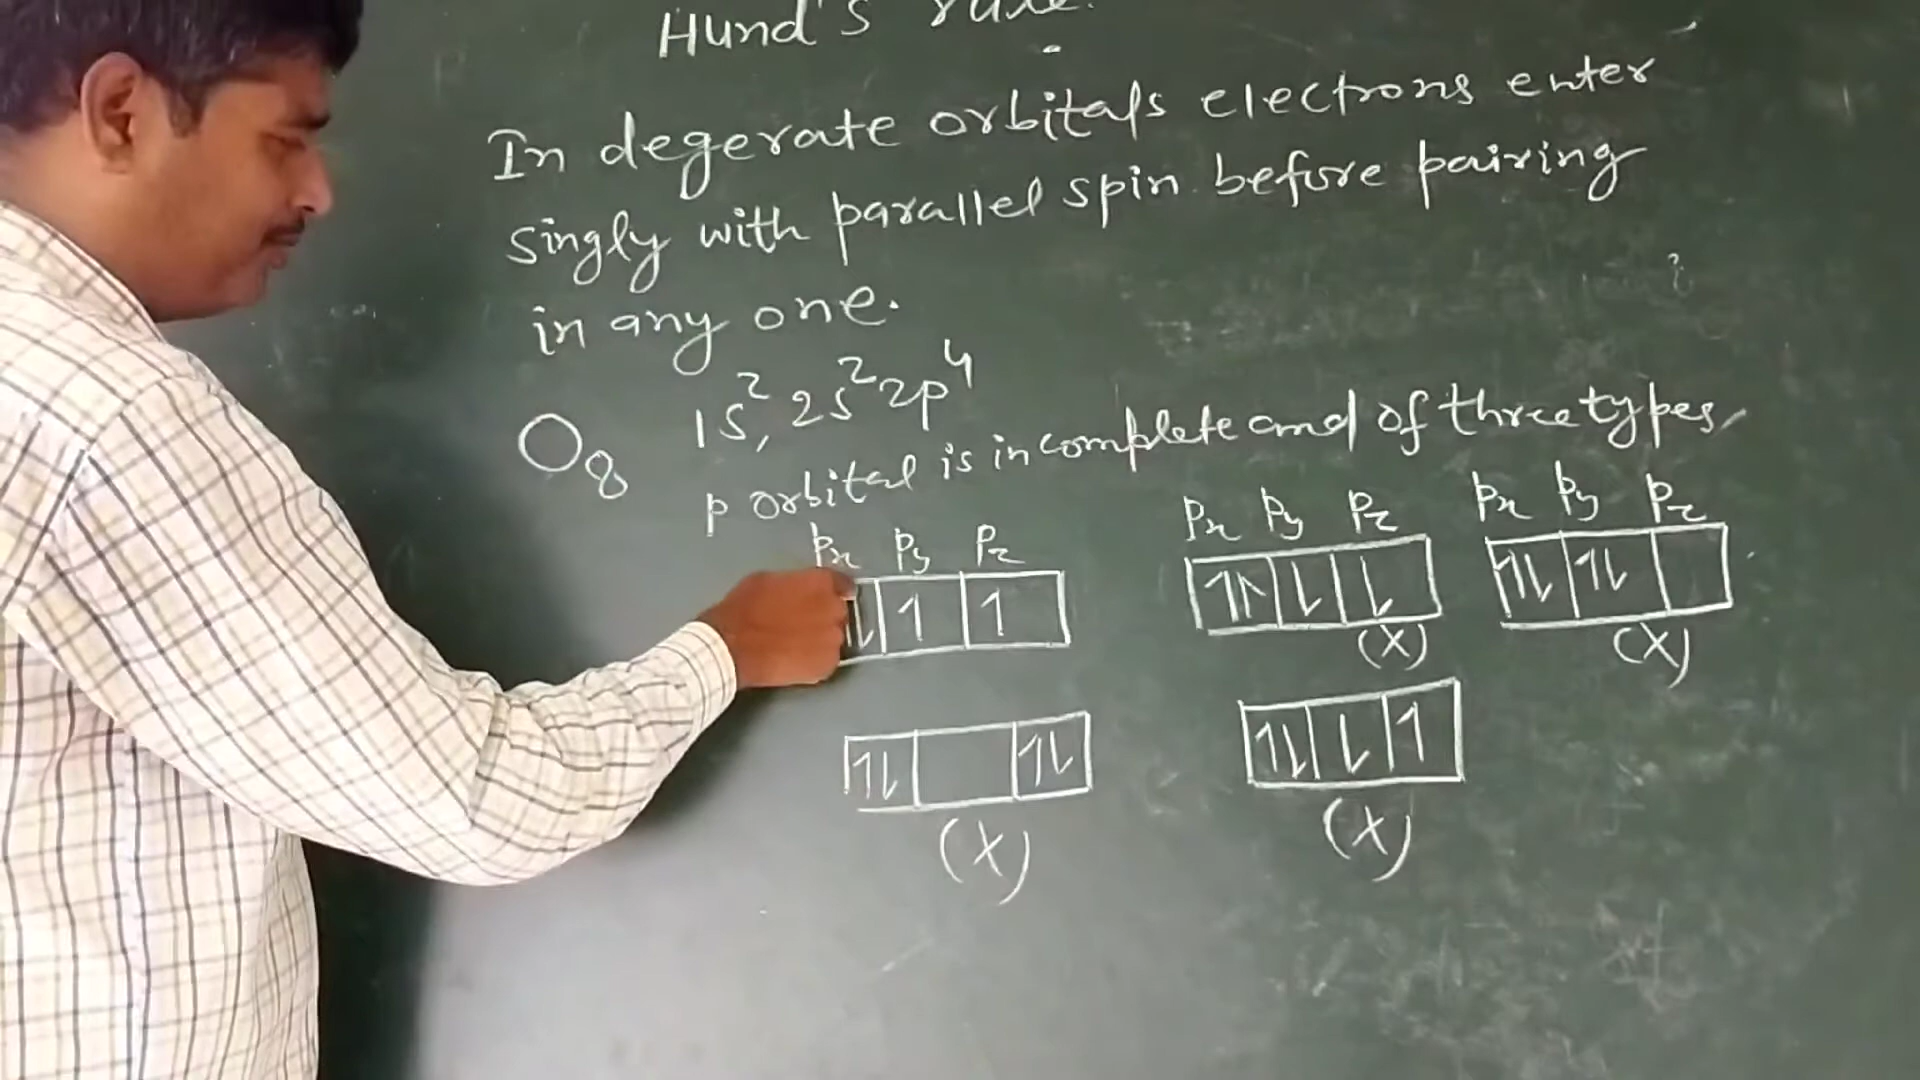 Hund's rule.
In degerate orbitals electrons enter
singly with parallel spin before pairing
in any one.
O8 1s², 2s² 2p⁴
p orbital is incomplete and of three types,
Px Py Pz Px Py Pz Px Py Pz
⇂ ↿ ↿ ↿↾ ⇂ ⇂ ↿⇂ ↿⇂
(X) (X)
↿⇂ ↿⇂ ↿⇂ ⇂ ↿
(X) (X)